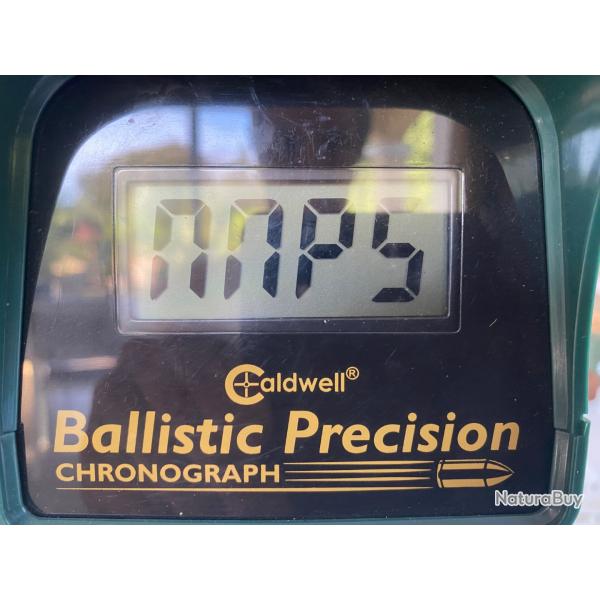 MPS
Caldwell®
Ballistic Precision
CHRONOGRAPH
NaturaBuy